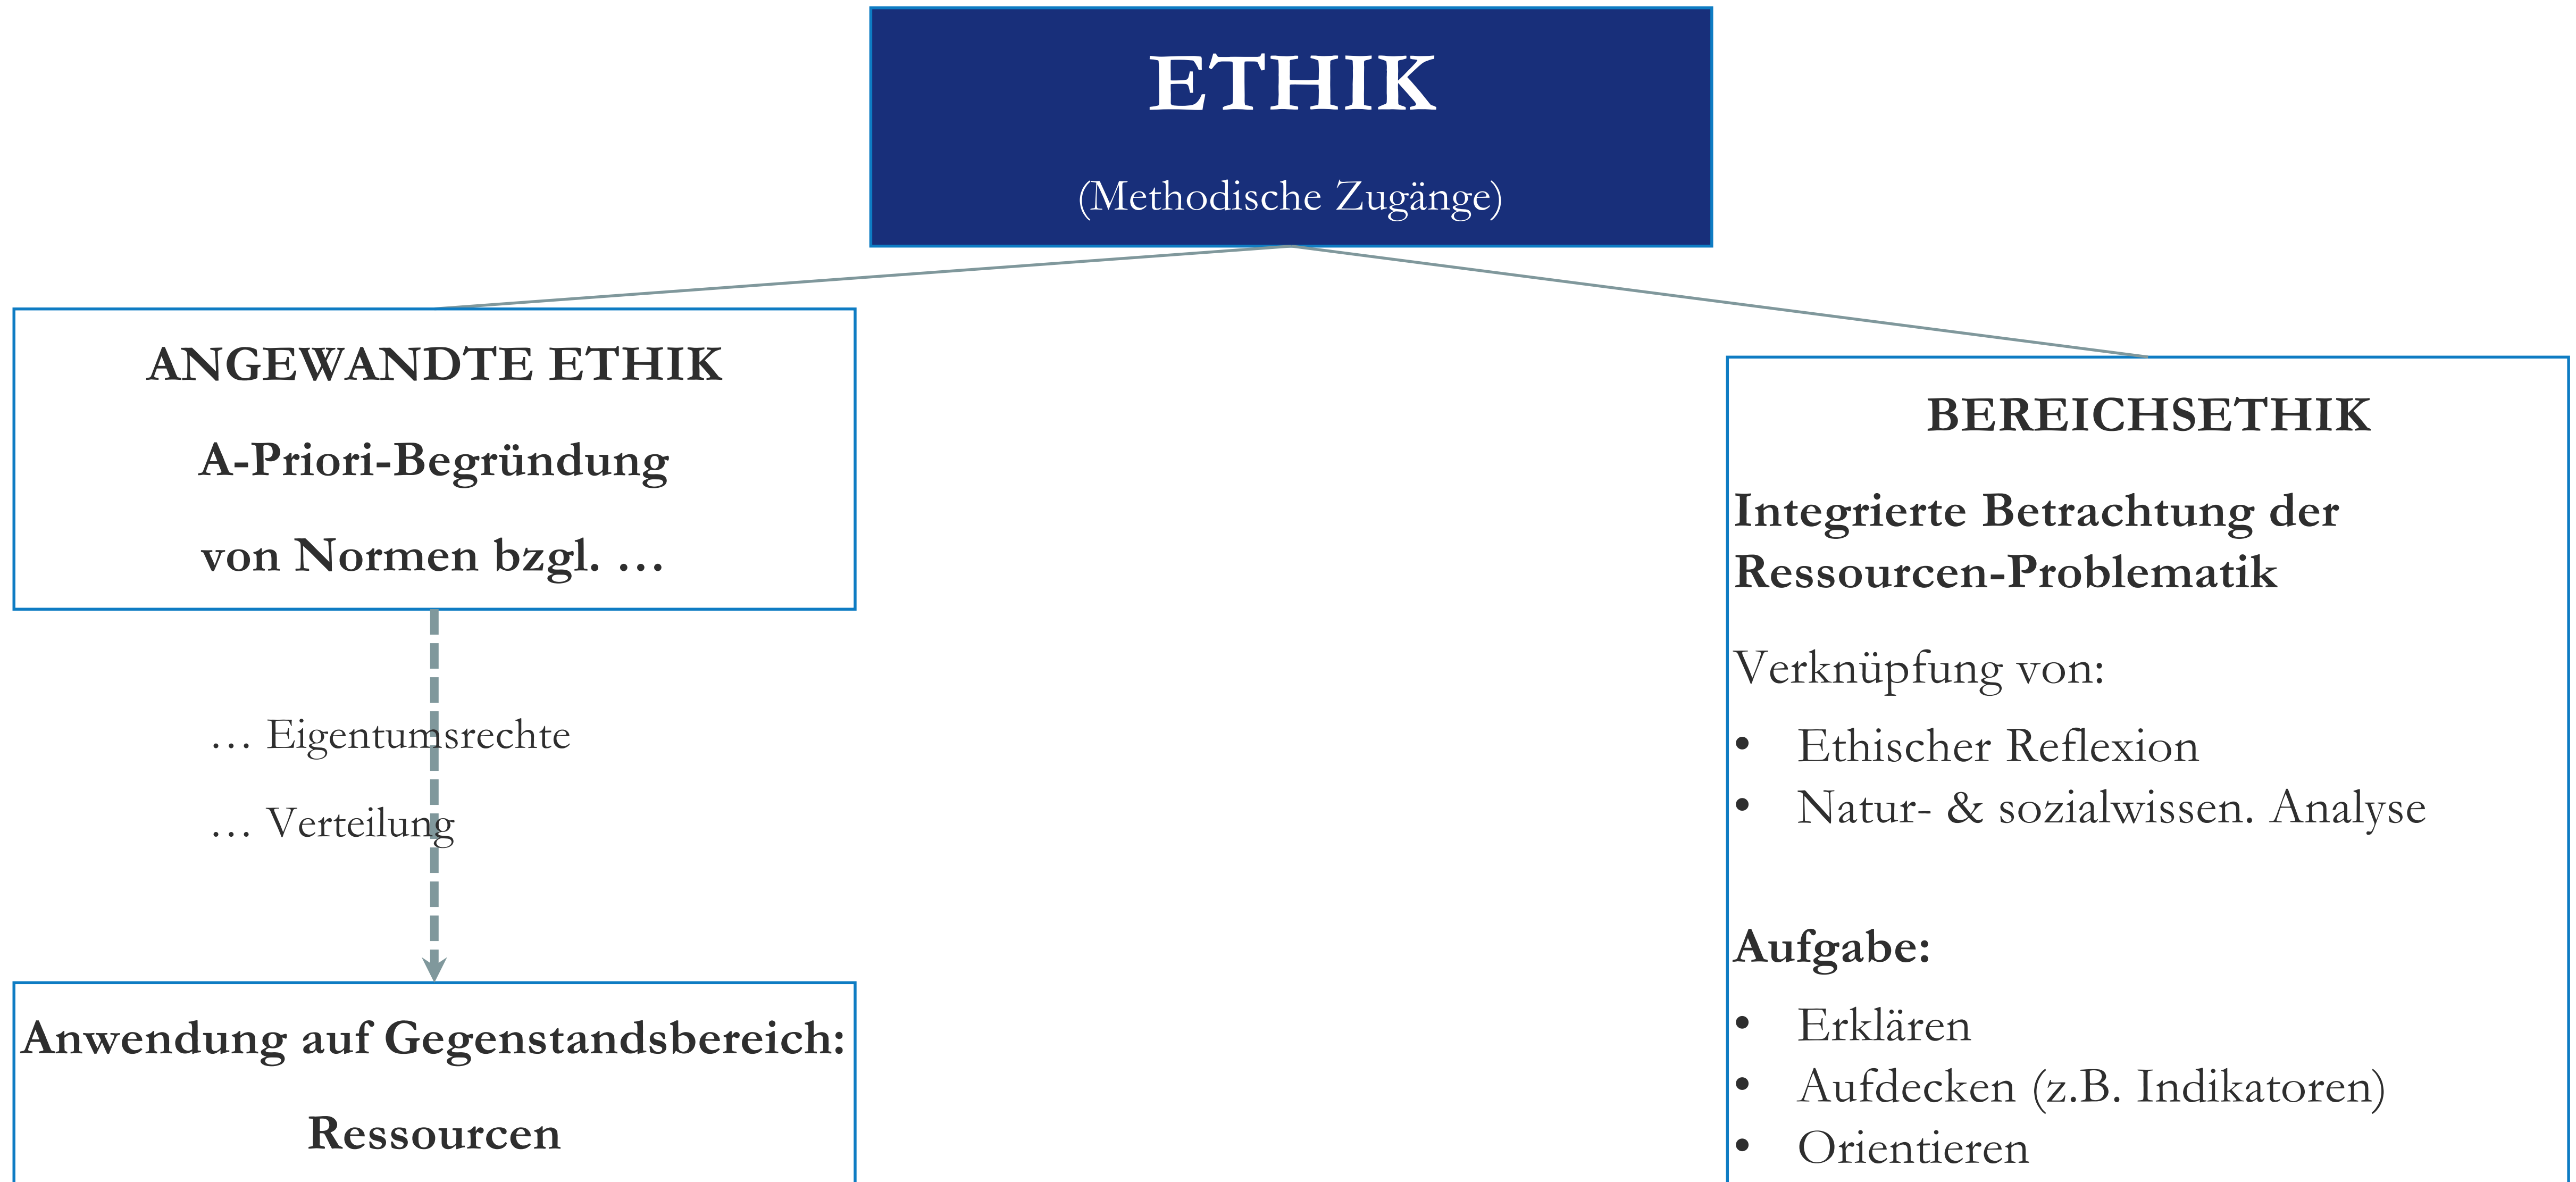 ETHIK
(Methodische Zugänge)
ANGEWANDTE ETHIK
A-Priori-Begründung
von Normen bzgl. …
… Eigentumsrechte
… Verteilung
Anwendung auf Gegenstandsbereich:
Ressourcen
BEREICHSETHIK
Integrierte Betrachtung der
Ressourcen-Problematik
Verknüpfung von:
• Ethischer Reflexion
• Natur- & sozialwissen. Analyse
Aufgabe:
• Erklären
• Aufdecken (z.B. Indikatoren)
• Orientieren